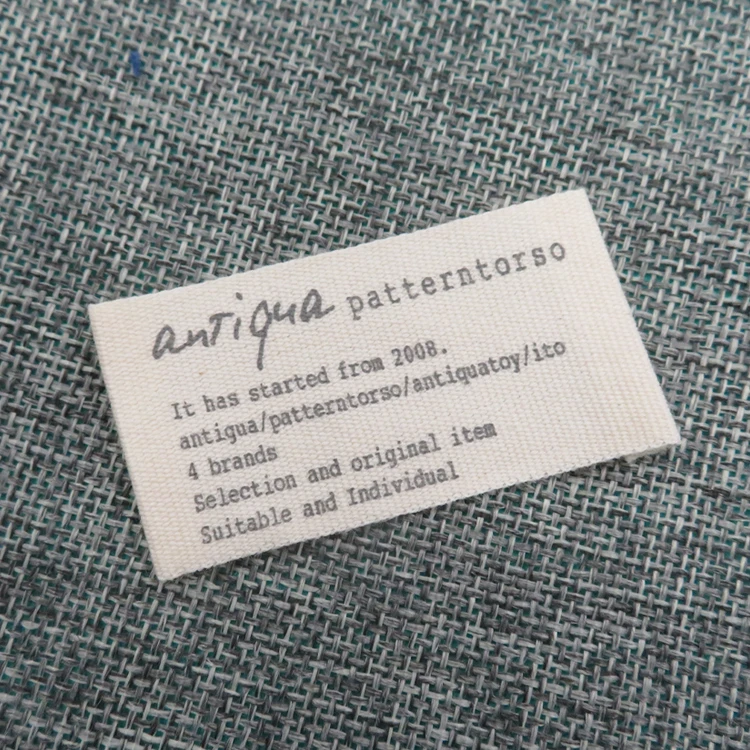 antiqua patterntorso
It has started from 2008.
antiqua/patterntorso/antiquatoy/ito
4 brands
Selection and original item
Suitable and Individual